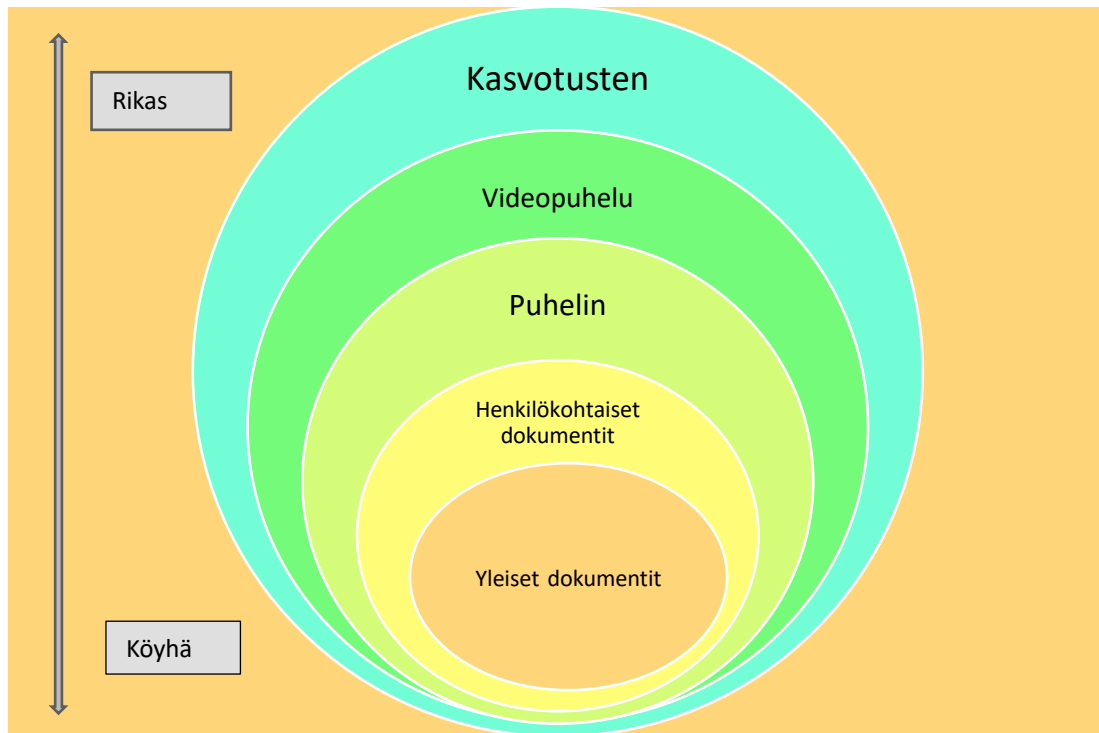 Kasvotusten
Rikas
Videopuhelu
Puhelin
Henkilökohtaiset
dokumentit
Yleiset dokumentit
Köyhä